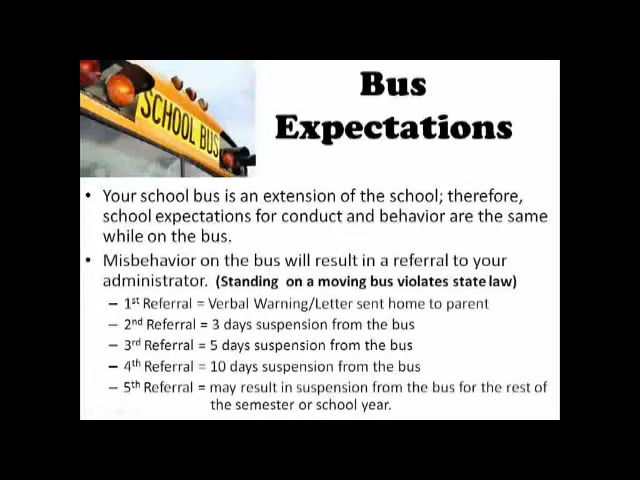 SCHOOL BUS
Bus
Expectations
• Your school bus is an extension of the school; therefore,
school expectations for conduct and behavior are the same
while on the bus.
• Misbehavior on the bus will result in a referral to your
administrator. (Standing on a moving bus violates state law)
– 1st Referral = Verbal Warning/Letter sent home to parent
– 2nd Referral = 3 days suspension from the bus
– 3rd Referral = 5 days suspension from the bus
– 4th Referral = 10 days suspension from the bus
– 5th Referral = may result in suspension from the bus for the rest of
the semester or school year.